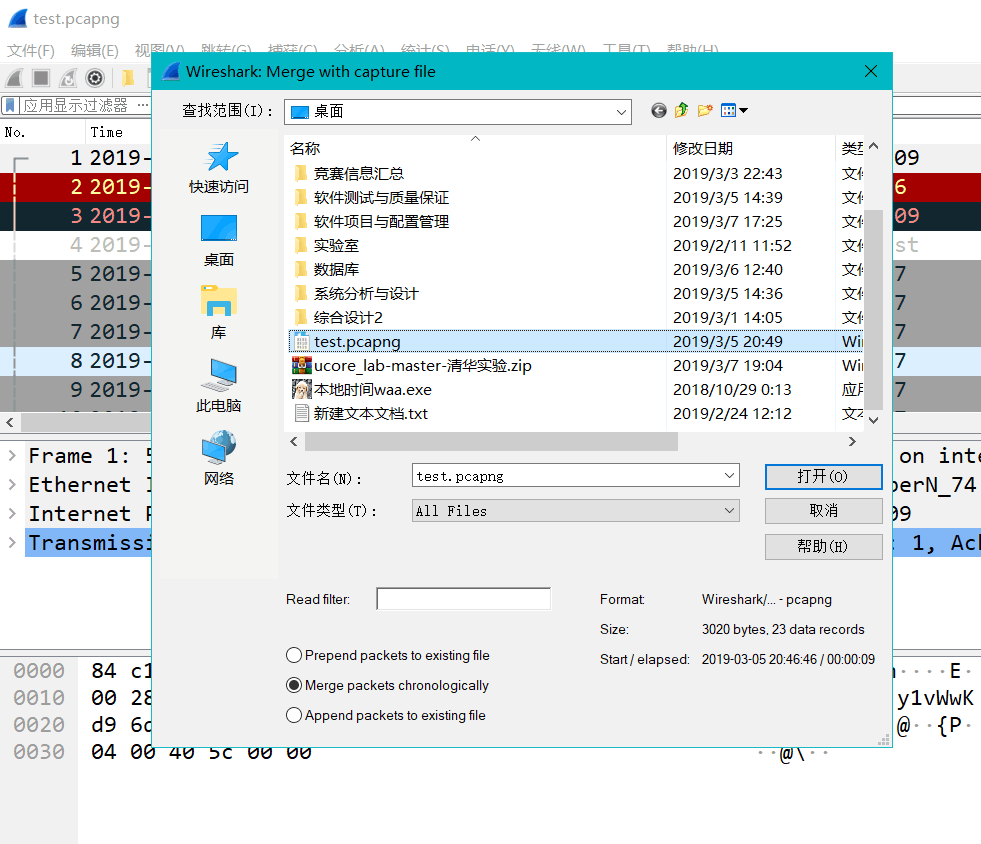 test.pcapng
文件(F) 编辑(E) 视图(V) 跳转(G) 捕获(C) 分析(A) 统计(S) 电话(Y) 无线(W) 工具(T) 帮助(H)
Wireshark: Merge with capture file
应用显示过滤器 …
No. Time
1 2019- 09
2 2019- 6
3 2019- 09
4 2019- st
5 2019- 7
6 2019- 7
7 2019- 7
8 2019- 7
9 2019- 7
查找范围(I): 桌面
快速访问
桌面
库
此电脑
网络
名称 修改日期 类型
竞赛信息汇总 2019/3/3 22:43 文件
软件测试与质量保证 2019/3/5 14:39 文件
软件项目与配置管理 2019/3/7 17:25 文件
实验室 2019/2/11 11:52 文件
数据库 2019/3/6 12:40 文件
系统分析与设计 2019/3/5 14:36 文件
综合设计2 2019/3/1 14:05 文件
test.pcapng 2019/3/5 20:49 Wir
ucore_lab-master-清华实验.zip 2019/3/7 19:04 Wir
本地时间waa.exe 2018/10/29 0:13 应用
新建文本文档.txt 2019/2/24 12:12 文本
文件名(N): test.pcapng 打开(O)
文件类型(T): All Files 取消
帮助(H)
Frame 1: 5 on inte
Ethernet I perN_74
Internet P 09
Transmissi : 1, Ack
Read filter:
Format: Wireshark/... - pcapng
Size: 3020 bytes, 23 data records
Start / elapsed: 2019-03-05 20:46:46 / 00:00:09
Prepend packets to existing file
Merge packets chronologically
Append packets to existing file
0000 84 c1 ····E·
0010 00 28 y1vWwK
0020 d9 6d @··{P·
0030 04 00 40 5c 00 00 ··@\··